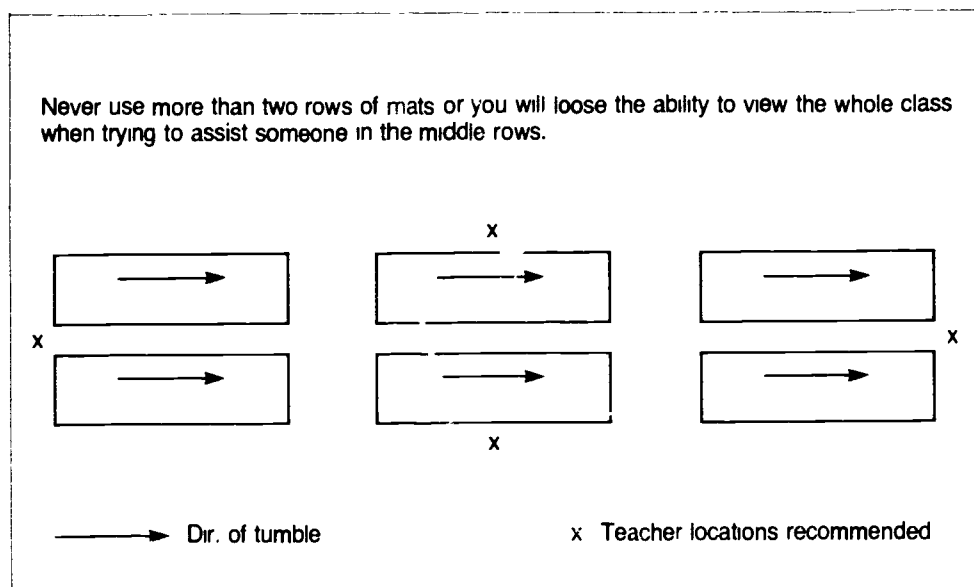 Never use more than two rows of mats or you will loose the ability to view the whole class
when trying to assist someone in the middle rows.
x
x
x
x
Dir. of tumble
x Teacher locations recommended